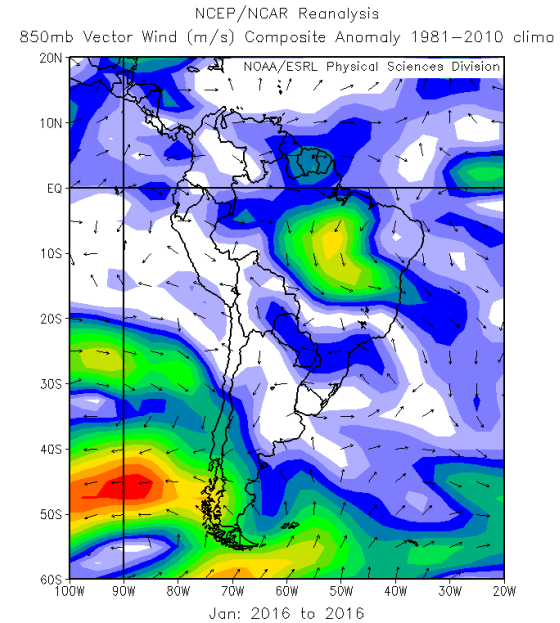 NCEP/NCAR Reanalysis
850mb Vector Wind (m/s) Composite Anomaly 1981−2010 climo
NOAA/ESRL Physical Sciences Division
20N
10N
EQ
10S
20S
30S
40S
50S
60S
100W 90W 80W 70W 60W 50W 40W 30W 20W
Jan: 2016 to 2016